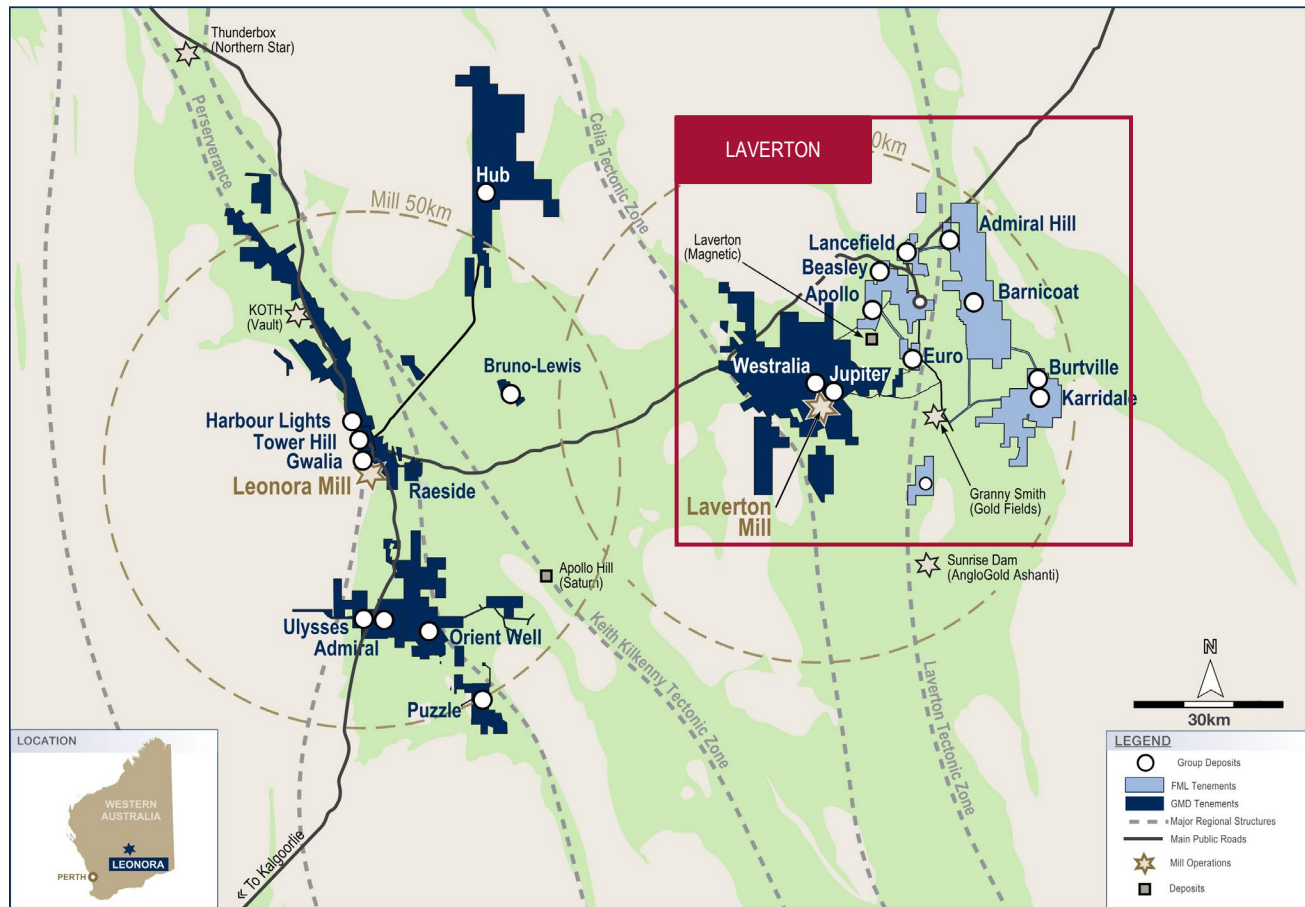 Thunderbox
(Northern Star)
Perserverance
Celia Tectonic Zone
LAVERTON
0km
Hub
Mill 50km
Admiral Hill
Laverton
(Magnetic)
Lancefield
Beasley
Apollo
Barnicoat
KOTH
(Vault)
Euro
Bruno-Lewis
Westralia
Jupiter
Burtville
Karridale
Harbour Lights
Tower Hill
Gwalia
Leonora Mill
Raeside
Laverton
Mill
Granny Smith
(Gold Fields)
Apollo Hill
(Saturn)
Sunrise Dam
(AngloGold Ashanti)
Ulysses
Admiral
Orient Well
Keith Kilkenny Tectonic Zone
Laverton Tectonic Zone
Puzzle
N
30km
<< To Kalgoorlie
LOCATION
WESTERN
AUSTRALIA
LEONORA
PERTH
LEGEND
Group Deposits
FML Tenements
GMD Tenements
Major Regional Structures
Main Public Roads
Mill Operations
Deposits